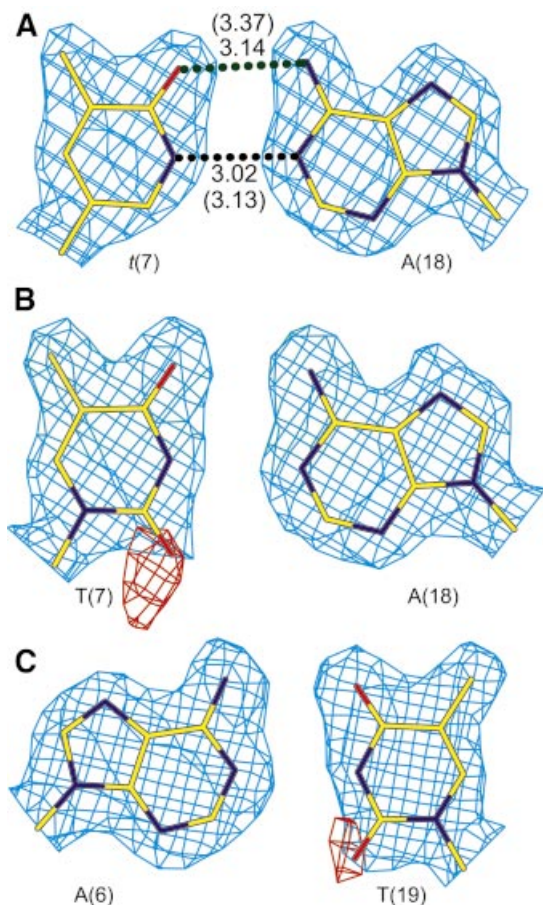 A
(3.37)
3.14
3.02
(3.13)
t(7)
A(18)
B
T(7)
A(18)
C
A(6)
T(19)